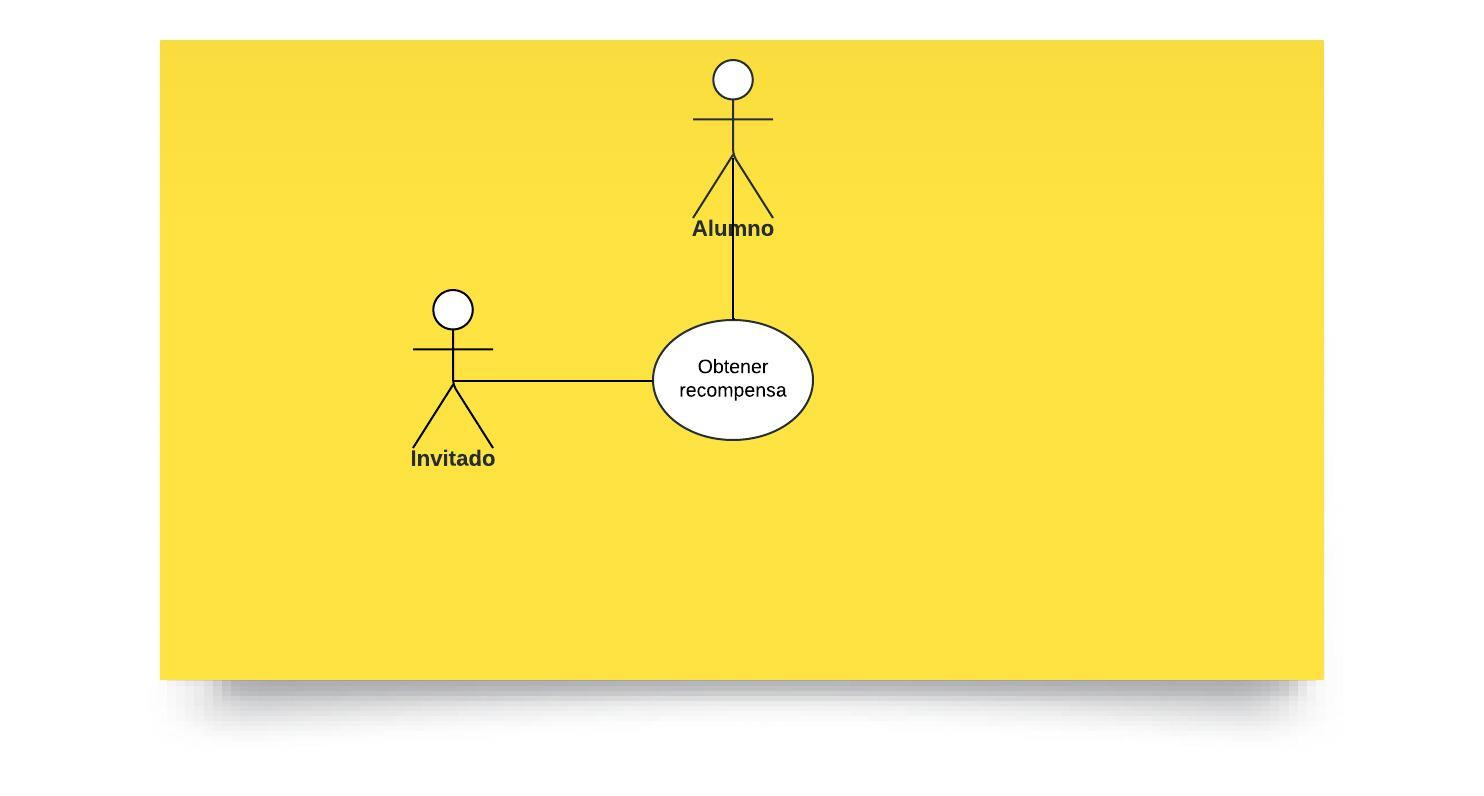 Alumno
Obtener
recompensa
Invitado